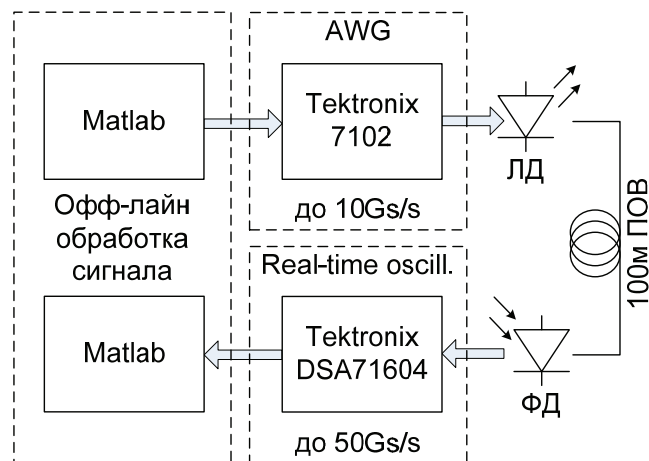 AWG
Matlab
Tektronix
7102
ЛД
до 10Gs/s
Офф-лайн
обработка
сигнала
100м ПОВ
Real-time oscill.
Matlab
Tektronix
DSA71604
ФД
до 50Gs/s